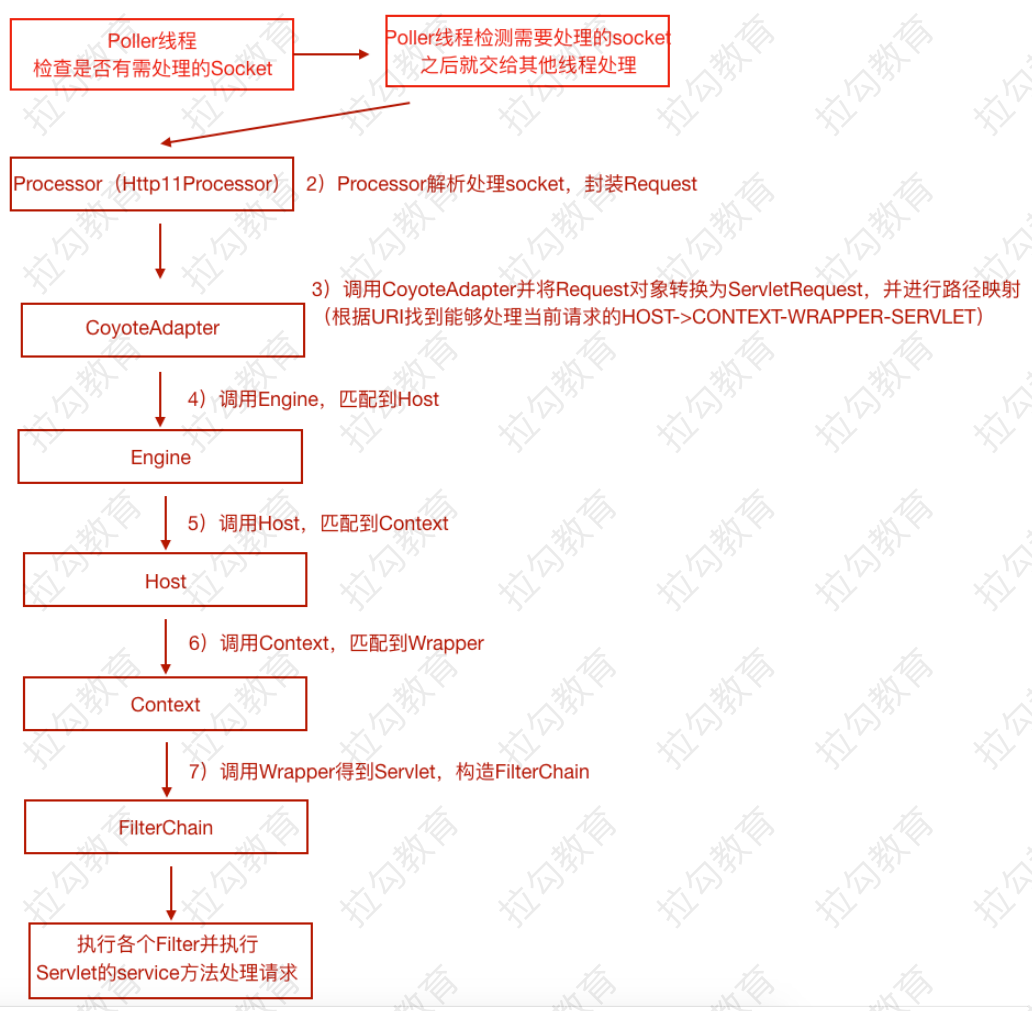 Poller线程
检查是否有需处理的Socket
Poller线程检测需要处理的socket
之后就交给其他线程处理
Processor（Http11Processor）
2）Processor解析处理socket，封装Request
3）调用CoyoteAdapter并将Request对象转换为ServletRequest，并进行路径映射
（根据URI找到能够处理当前请求的HOST->CONTEXT-WRAPPER-SERVLET）
CoyoteAdapter
4）调用Engine，匹配到Host
Engine
5）调用Host，匹配到Context
Host
6）调用Context，匹配到Wrapper
Context
7）调用Wrapper得到Servlet，构造FilterChain
FilterChain
执行各个Filter并执行
Servlet的service方法处理请求
拉勾教育